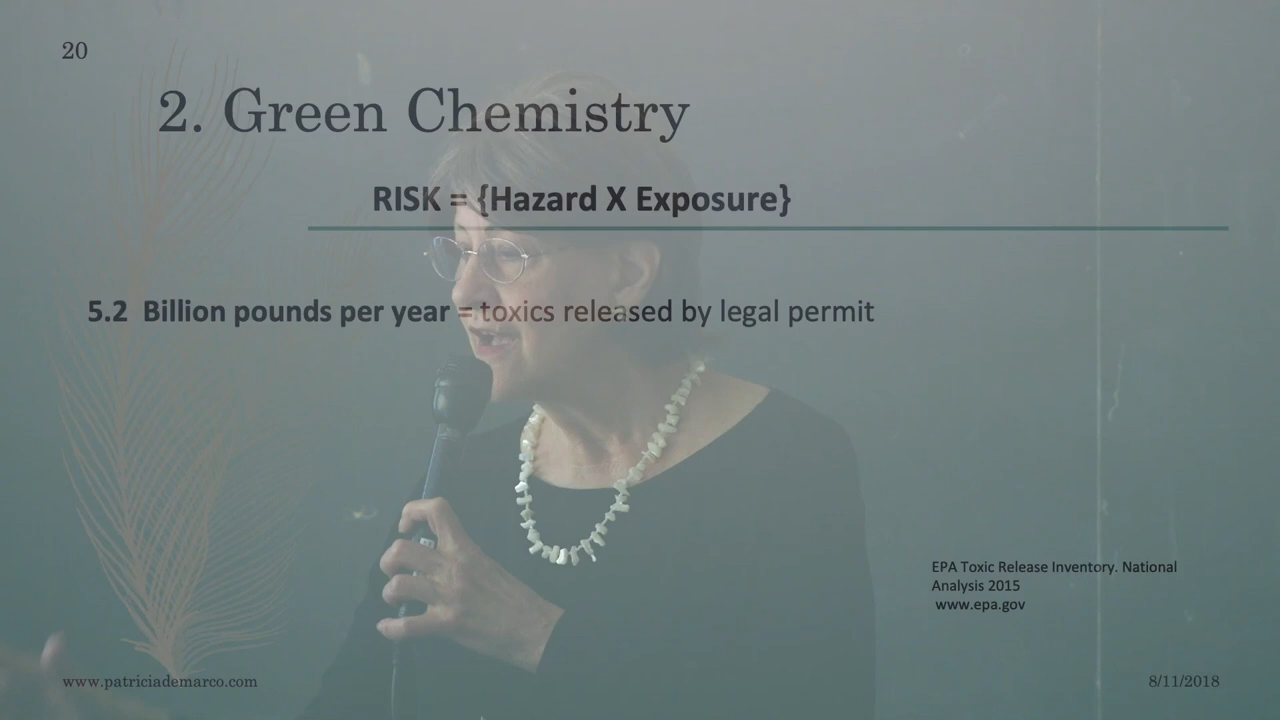 20
2. Green Chemistry
RISK = {Hazard X Exposure}
5.2 Billion pounds per year = toxics released by legal permit
EPA Toxic Release Inventory. National
Analysis 2015
www.epa.gov
www.patriciademarco.com
8/11/2018